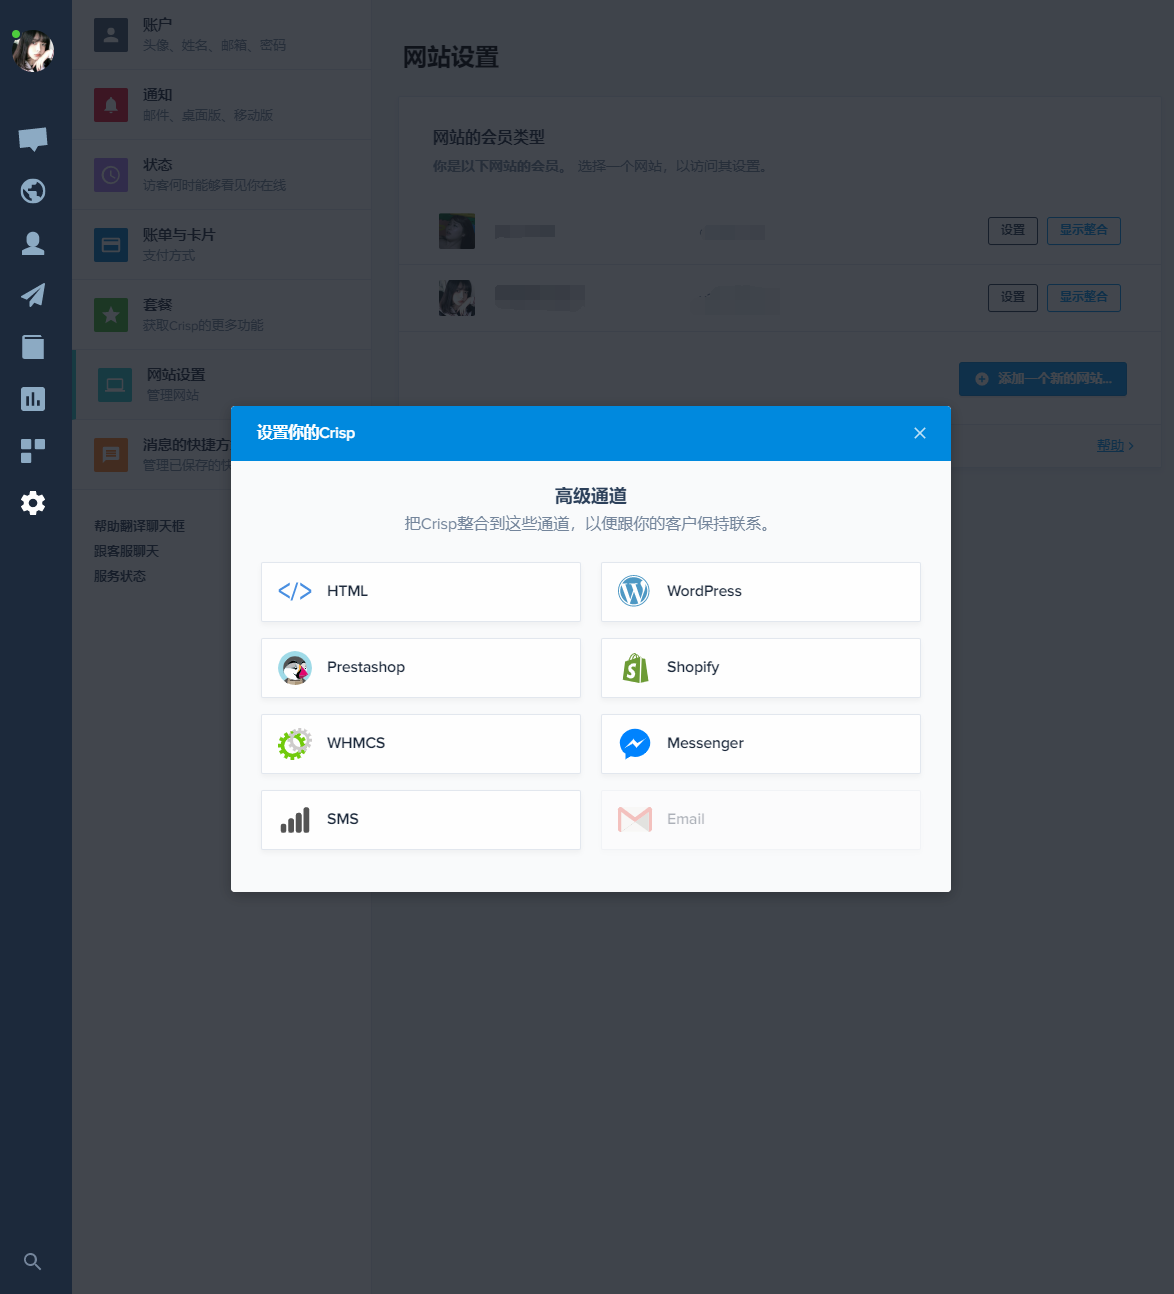 账户
头像、姓名、邮箱、密码
通知
邮件、桌面版、移动版
状态
访客何时能够看见你在线
账单与卡片
支付方式
套餐
获取Crisp的更多功能
网站设置
管理网站
消息的快捷方
管理已保存的快
帮助翻译聊天框
跟客服聊天
服务状态
网站设置
网站的会员类型
你是以下网站的会员。 选择一个网站，以访问其设置。
设置 显示整合
设置 显示整合
添加一个新的网站...
帮助
设置你的Crisp
高级通道
把Crisp整合到这些通道，以便跟你的客户保持联系。
HTML
WordPress
Prestashop
Shopify
WHMCS
Messenger
SMS
Email